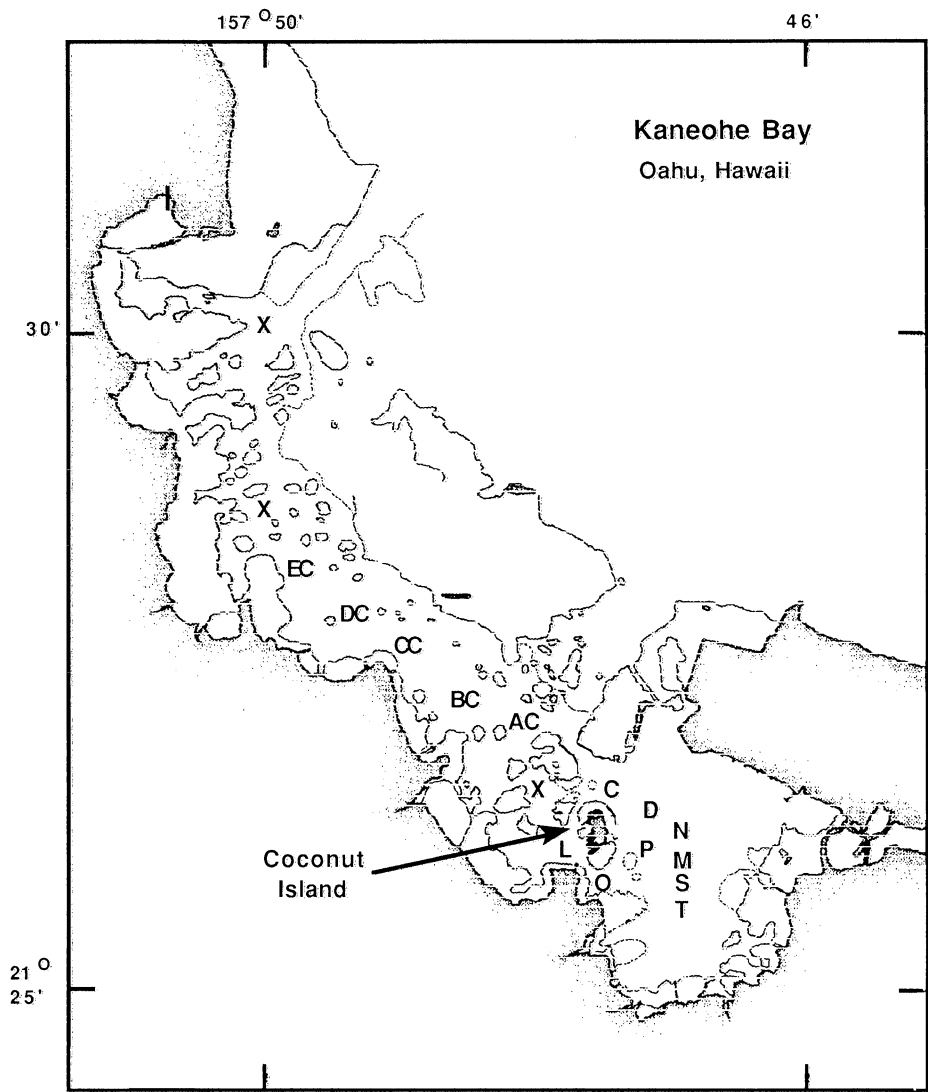 157°50'
46'
Kaneohe Bay
Oahu, Hawaii
30'
X
X
EC
DC
CC
BC
AC
X
C
D
N
L
P
M
Coconut
Island
O
S
T
21°
25'